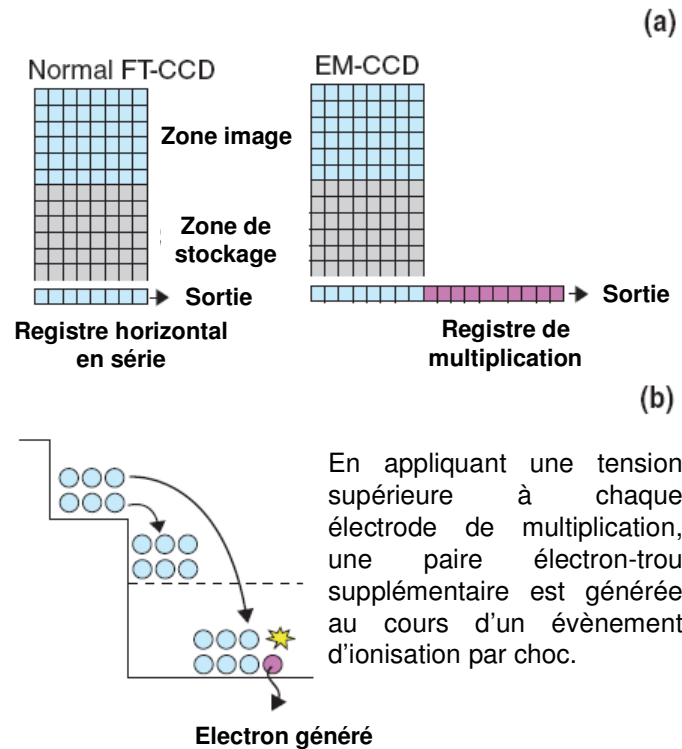 (a)
Normal FT-CCD
EM-CCD
Zone image
Zone de
stockage
Sortie
Sortie
Registre horizontal
en série
Registre de
multiplication
(b)
En appliquant une tension
supérieure à chaque
électrode de multiplication,
une paire électron-trou
supplémentaire est générée
au cours d'un évènement
d'ionisation par choc.
Electron généré